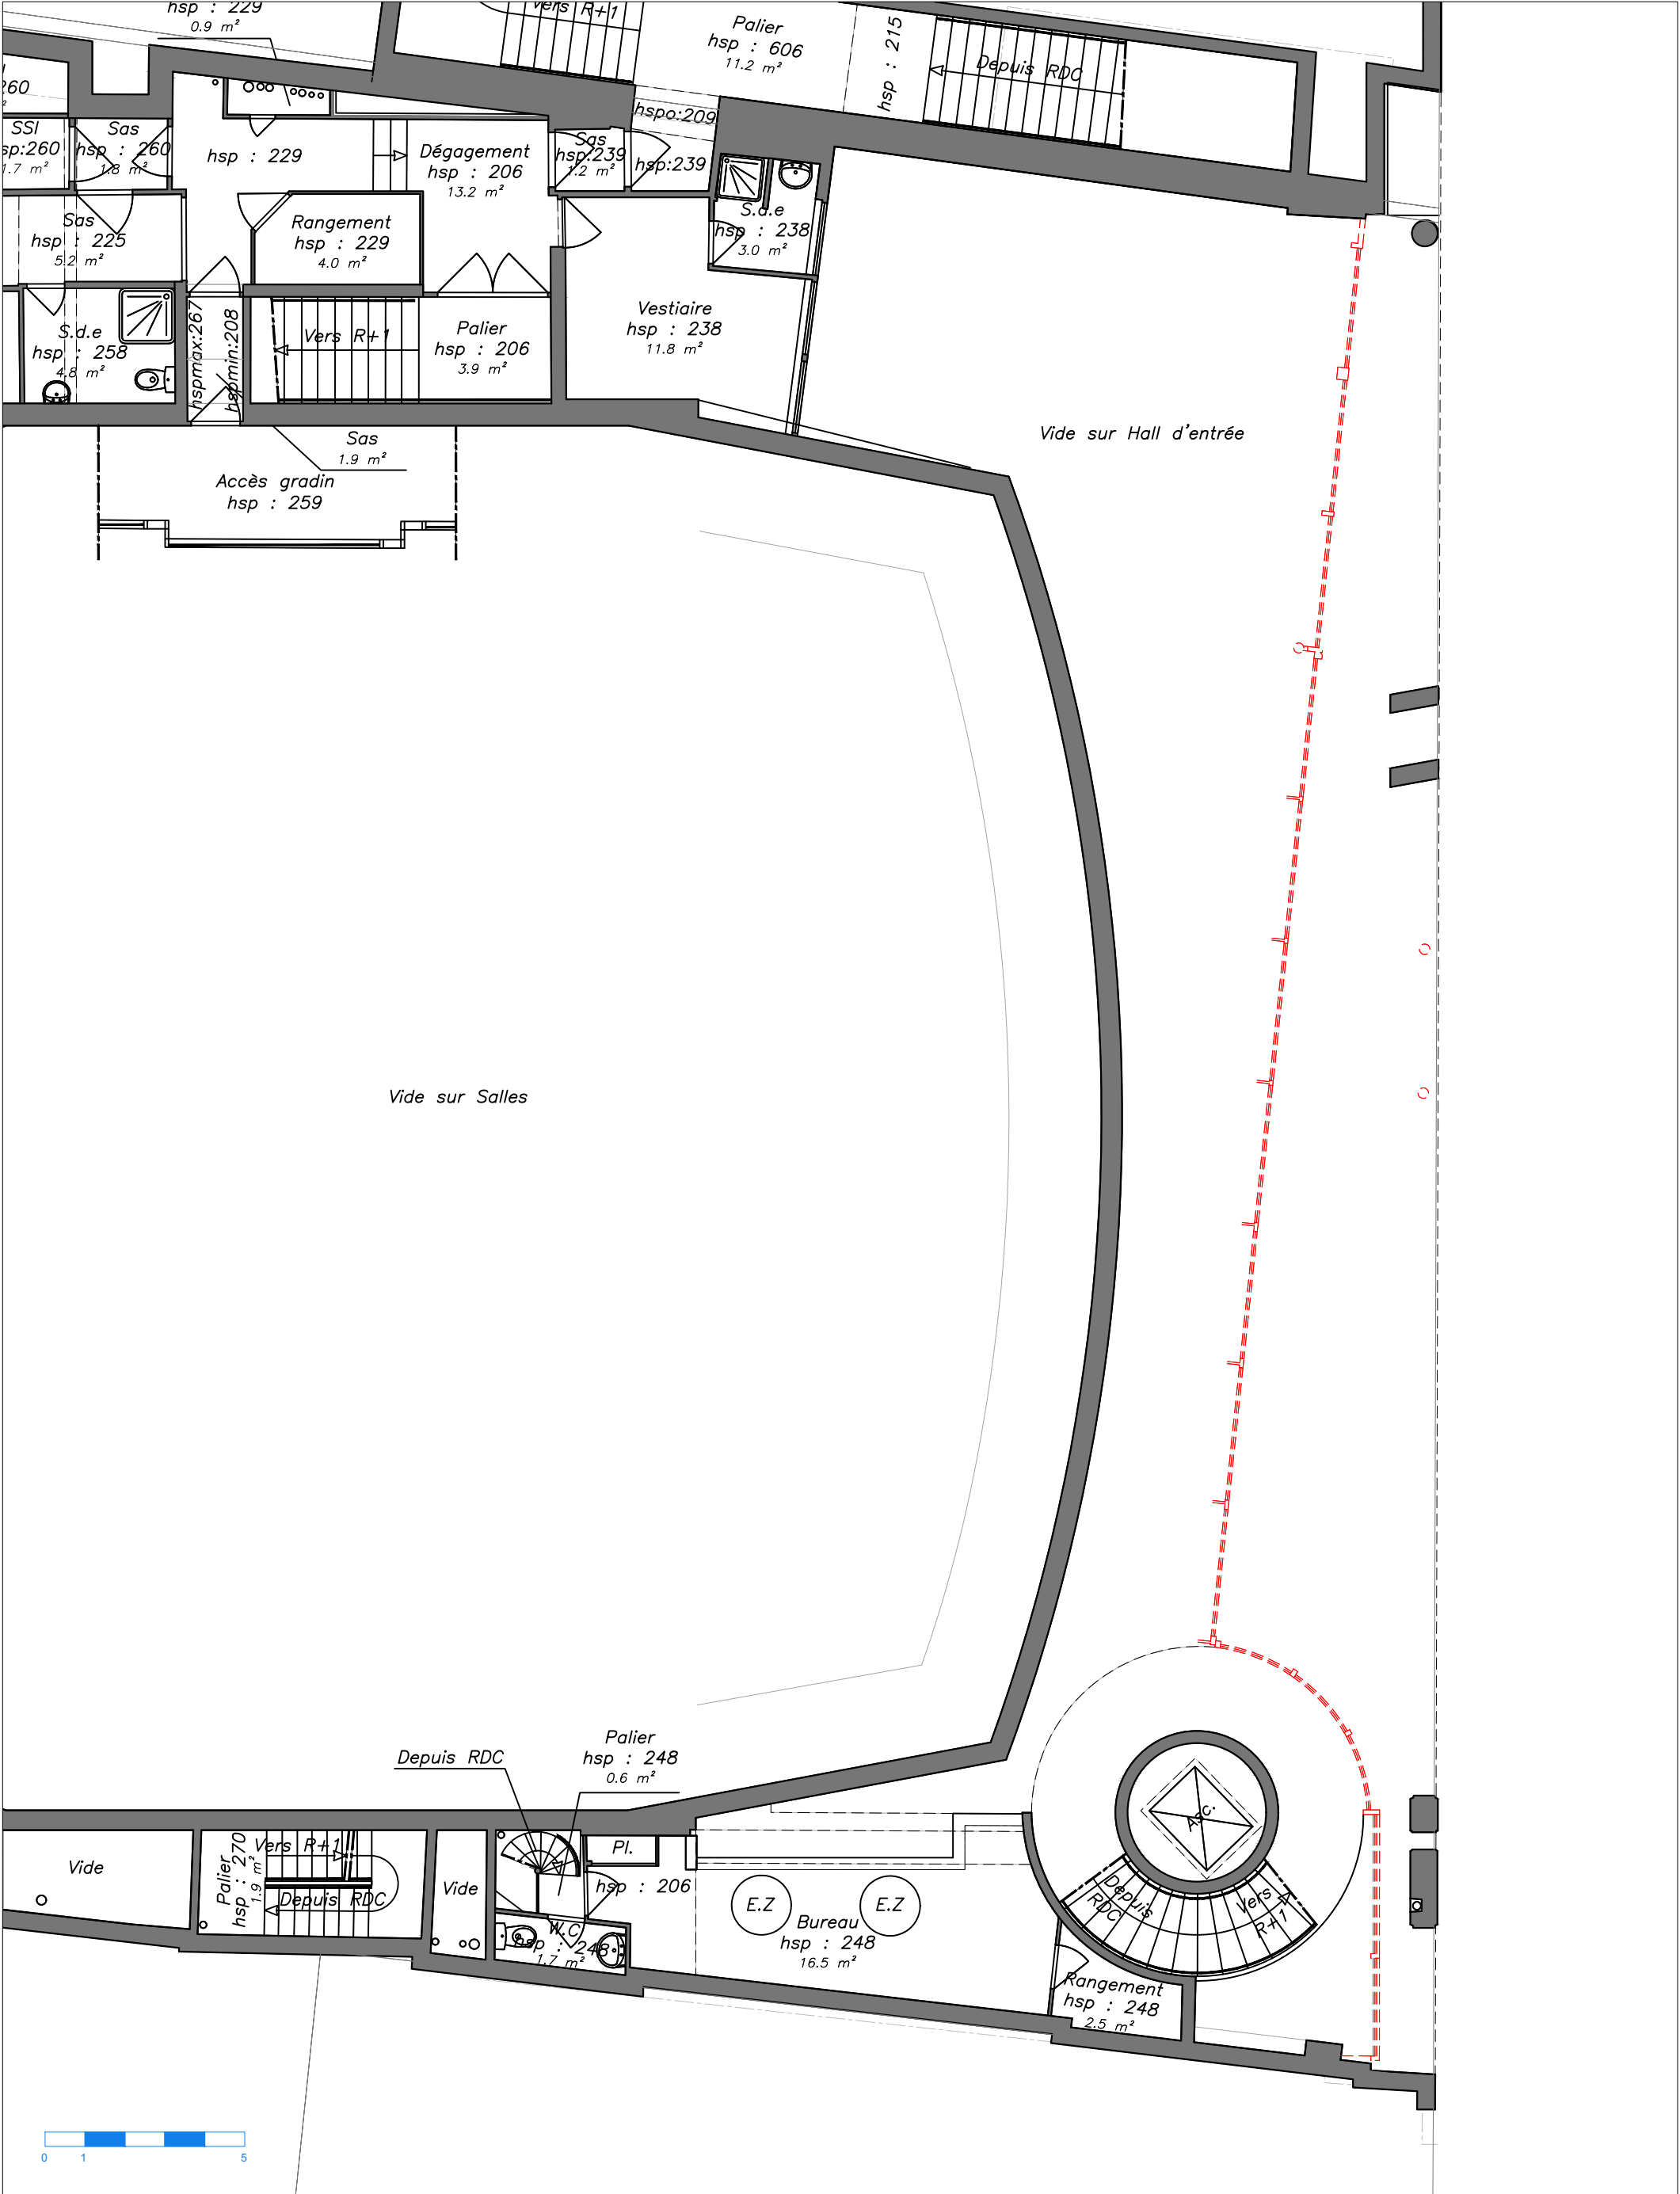 hsp : 229
0.9 m²
Vers R+1
Palier
hsp : 606
11.2 m²
hsp : 215
Depuis RDC
260
SSI
sp:260
1.7 m²
Sas
hsp : 260
1.8 m²
hsp : 229
Dégagement
hsp : 206
13.2 m²
Sas
hsp:239
1.2 m²
hspo:209
hsp:239
Sas
hsp : 225
5.2 m²
Rangement
hsp : 229
4.0 m²
S.d.e
hsp : 238
3.0 m²
S.d.e
hsp : 258
4.8 m²
hspmax:267
hspmin:208
Vers R+1
Palier
hsp : 206
3.9 m²
Vestiaire
hsp : 238
11.8 m²
Sas
1.9 m²
Accès gradin
hsp : 259
Vide sur Hall d'entrée
Vide sur Salles
Depuis RDC
Palier
hsp : 248
0.6 m²
Vide
Palier
hsp : 270
1.9 m²
Vers R+1
Depuis RDC
Vide
Pl.
hsp : 206
W.C
hsp : 248
1.7 m²
E.Z
E.Z
Bureau
hsp : 248
16.5 m²
Asc.
Depuis
RDC
Vers
R+1
Rangement
hsp : 248
2.5 m²
0 1 5